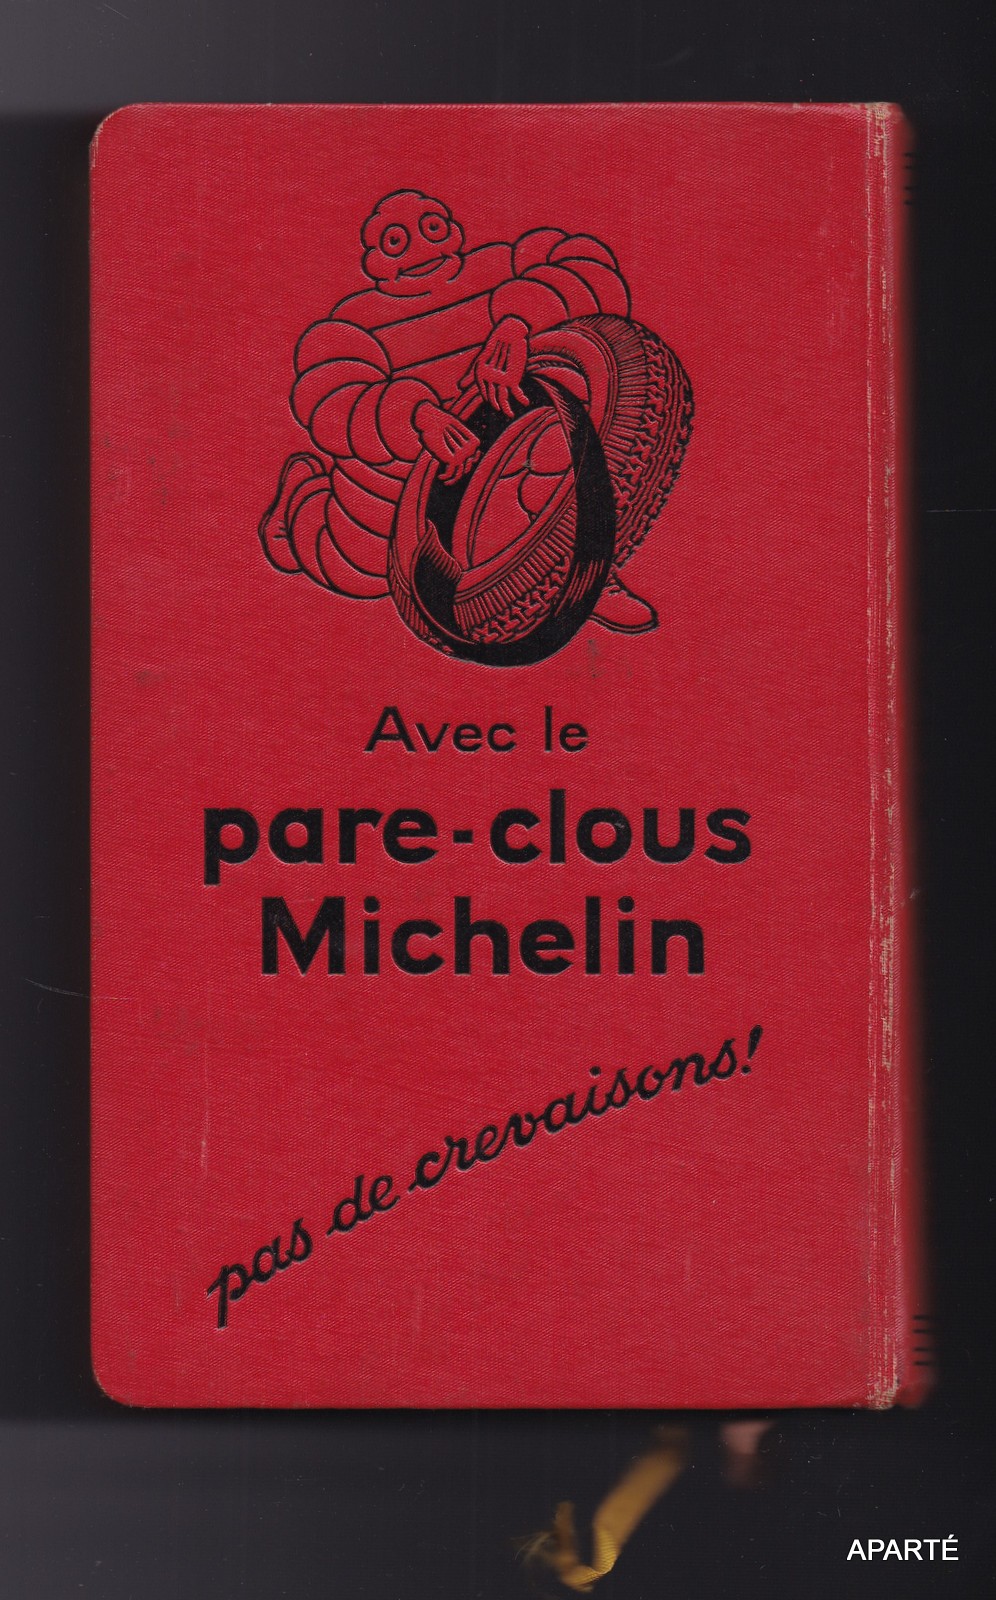 Avec le
pare-clous
Michelin
pas de crevaisons!
APARTÉ